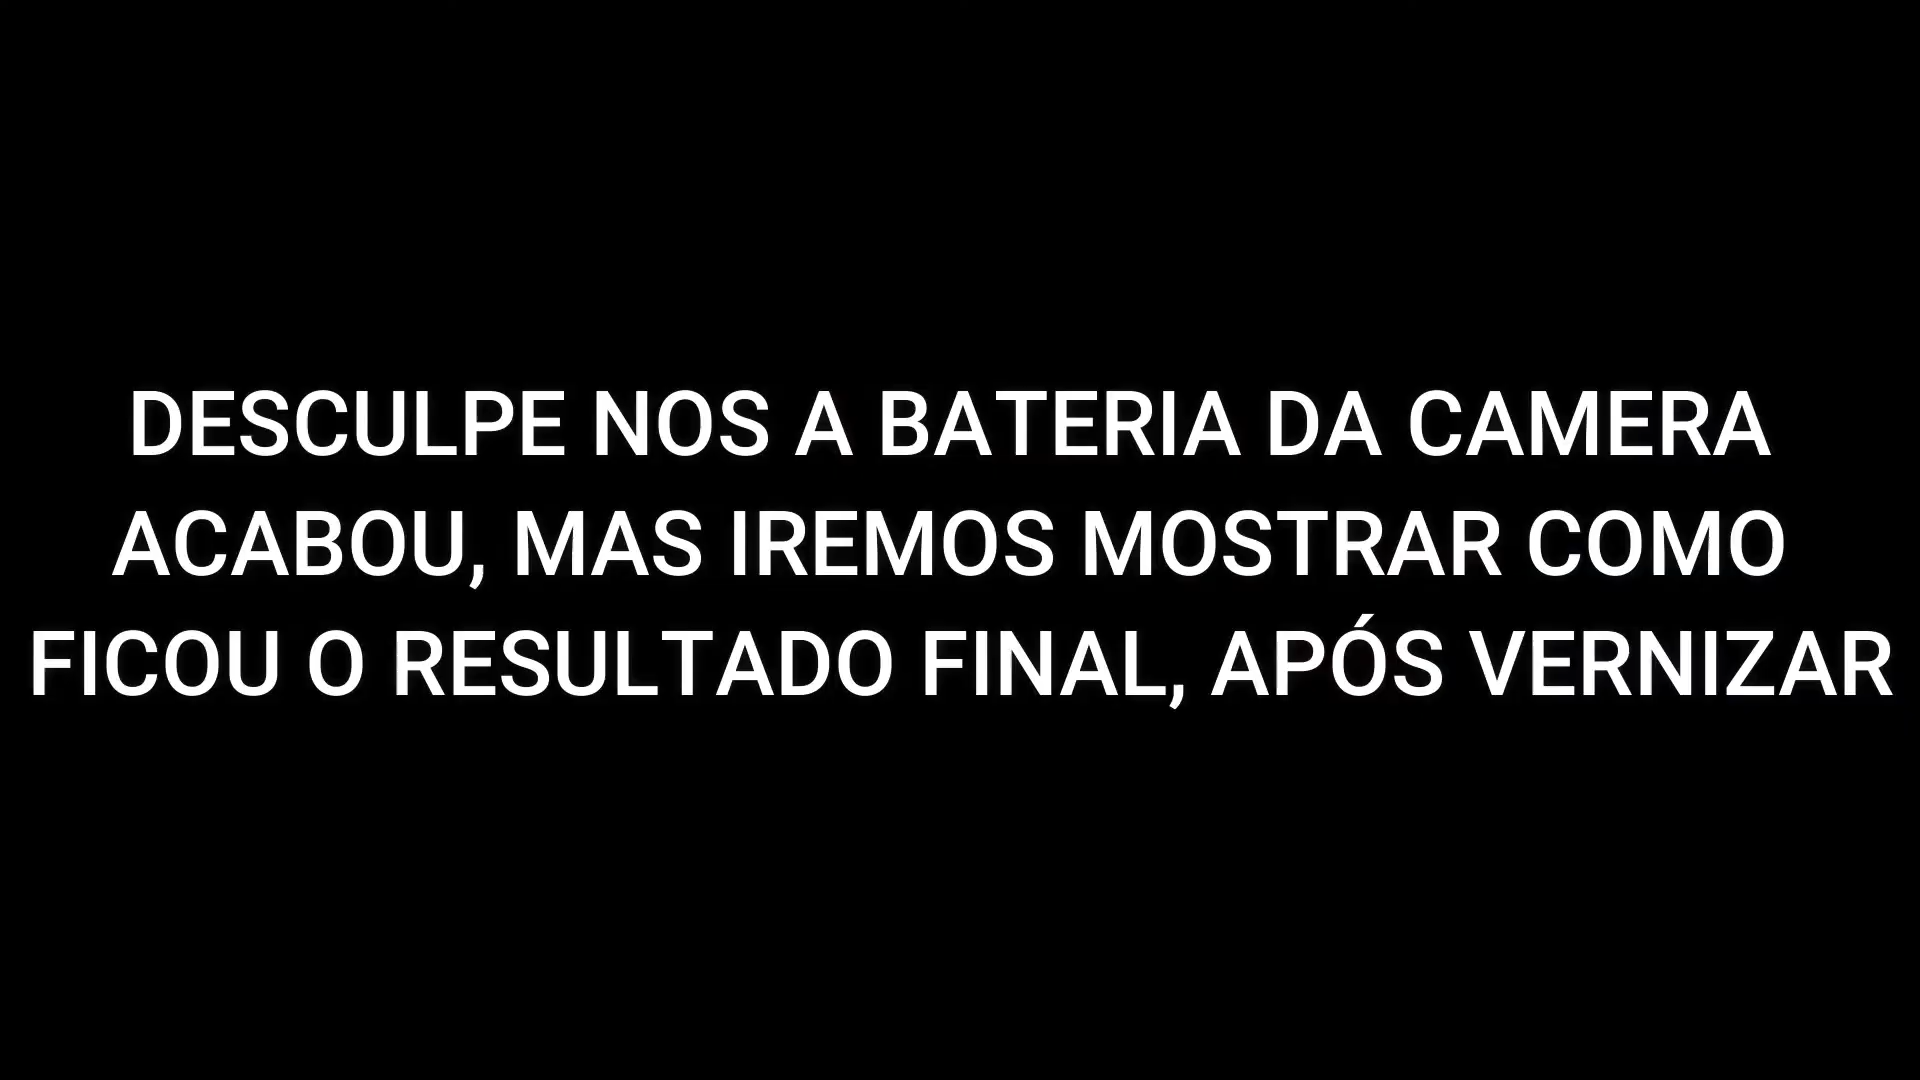 DESCULPE NOS A BATERIA DA CAMERA
ACABOU, MAS IREMOS MOSTRAR COMO
FICOU O RESULTADO FINAL, APÓS VERNIZAR